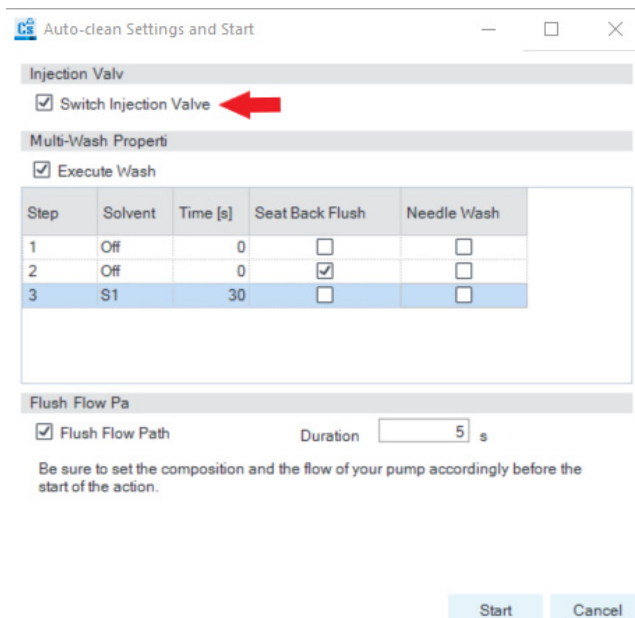 Cs Auto-clean Settings and Start
Injection Valv
Switch Injection Valve
Multi-Wash Properti
Execute Wash
Step Solvent Time [s] Seat Back Flush Needle Wash
1 Off 0
2 Off 0
3 S1 30
Flush Flow Pa
Flush Flow Path Duration 5 s
Be sure to set the composition and the flow of your pump accordingly before the
start of the action.
Start Cancel